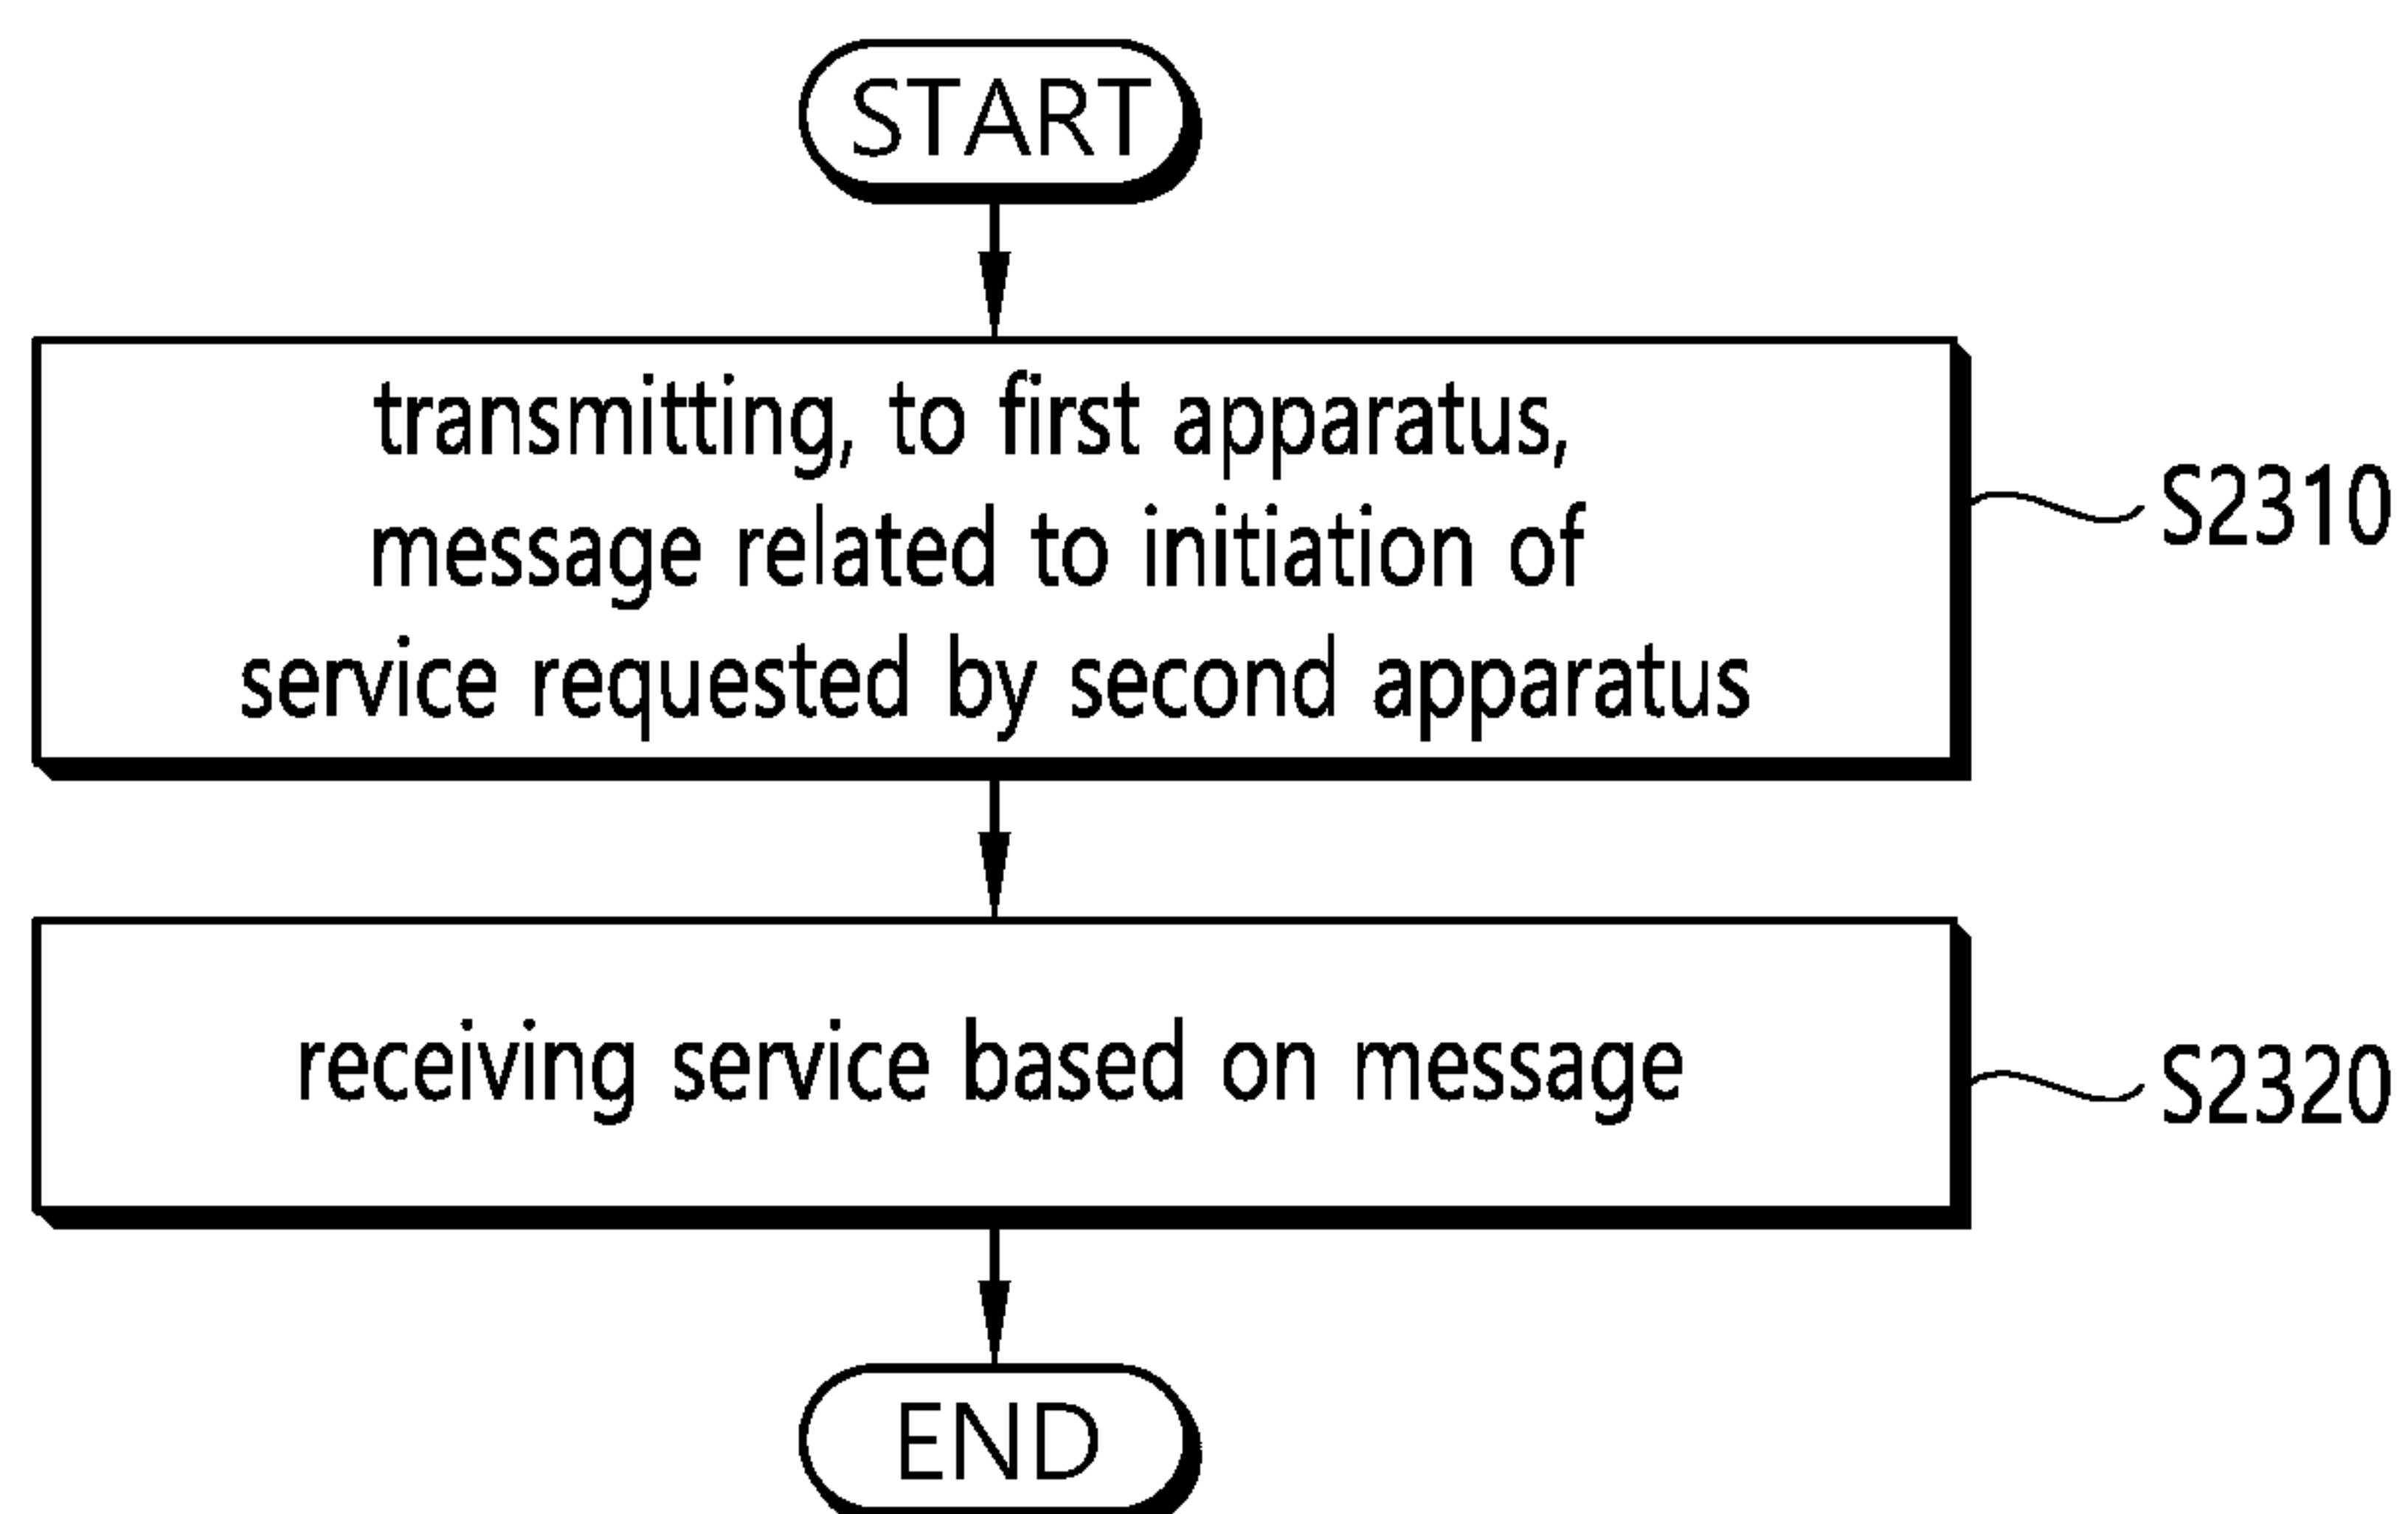 START
transmitting, to first apparatus,
message related to initiation of
service requested by second apparatus
S2310
receiving service based on message
S2320
END